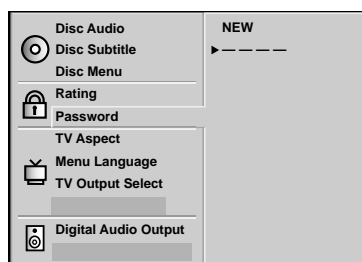 Disc Audio
Disc Subtitle
Disc Menu
Rating
Password
TV Aspect
Menu Language
TV Output Select
Digital Audio Output
NEW
▶– – – –